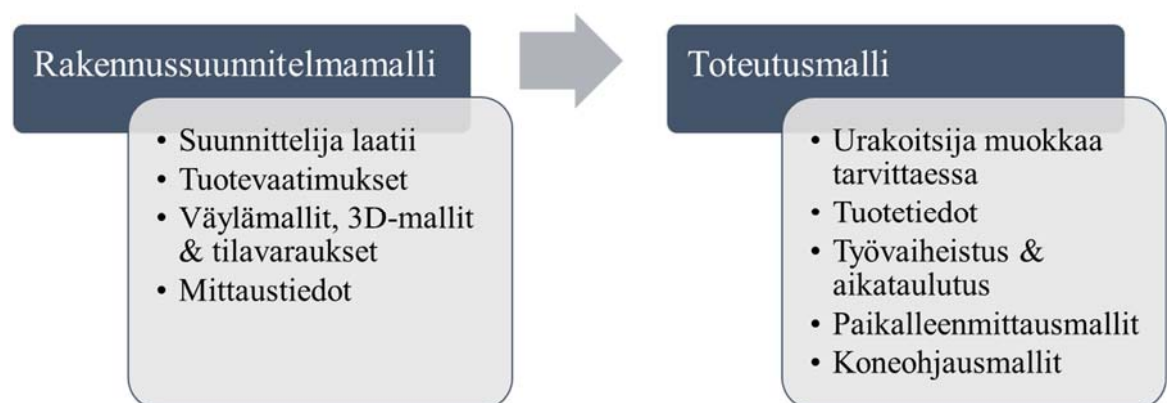 Rakennussuunnitelmamalli
• Suunnittelija laatii
• Tuotevaatimukset
• Väylämallit, 3D-mallit
& tilavaraukset
• Mittaustiedot
Toteutusmalli
• Urakoitsija muokkaa
tarvittaessa
• Tuotetiedot
• Työvaiheistus &
aikataulutus
• Paikalleenmittausmallit
• Koneohjausmallit